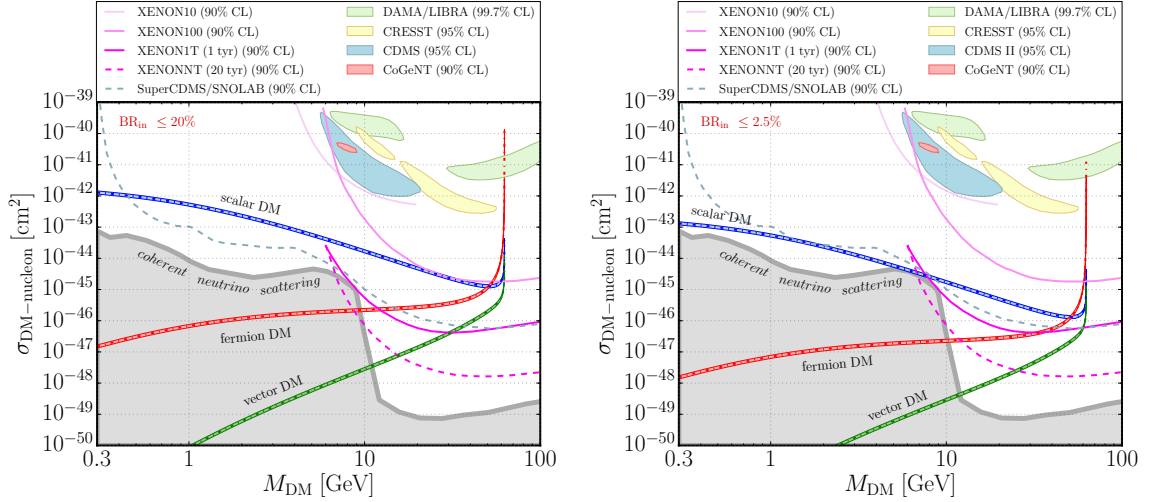 XENON10 (90% CL)
XENON100 (90% CL)
XENON1T (1 tyr) (90% CL)
XENONNT (20 tyr) (90% CL)
SuperCDMS/SNOLAB (90% CL)
DAMA/LIBRA (99.7% CL)
CRESST (95% CL)
CDMS (95% CL)
CoGeNT (90% CL)
BR_in ≤ 20%
10^−39
10^−40
10^−41
10^−42
10^−43
10^−44
10^−45
10^−46
10^−47
10^−48
10^−49
10^−50
σ_DM−nucleon [cm^2]
scalar DM
coherent neutrino scattering
fermion DM
vector DM
0.3 1 10 100
M_DM [GeV]
XENON10 (90% CL)
XENON100 (90% CL)
XENON1T (1 tyr) (90% CL)
XENONNT (20 tyr) (90% CL)
SuperCDMS/SNOLAB (90% CL)
DAMA/LIBRA (99.7% CL)
CRESST (95% CL)
CDMS II (95% CL)
CoGeNT (90% CL)
BR_in ≤ 2.5%
10^−39
10^−40
10^−41
10^−42
10^−43
10^−44
10^−45
10^−46
10^−47
10^−48
10^−49
10^−50
σ_DM−nucleon [cm^2]
scalar DM
coherent neutrino scattering
fermion DM
vector DM
0.3 1 10 100
M_DM [GeV]